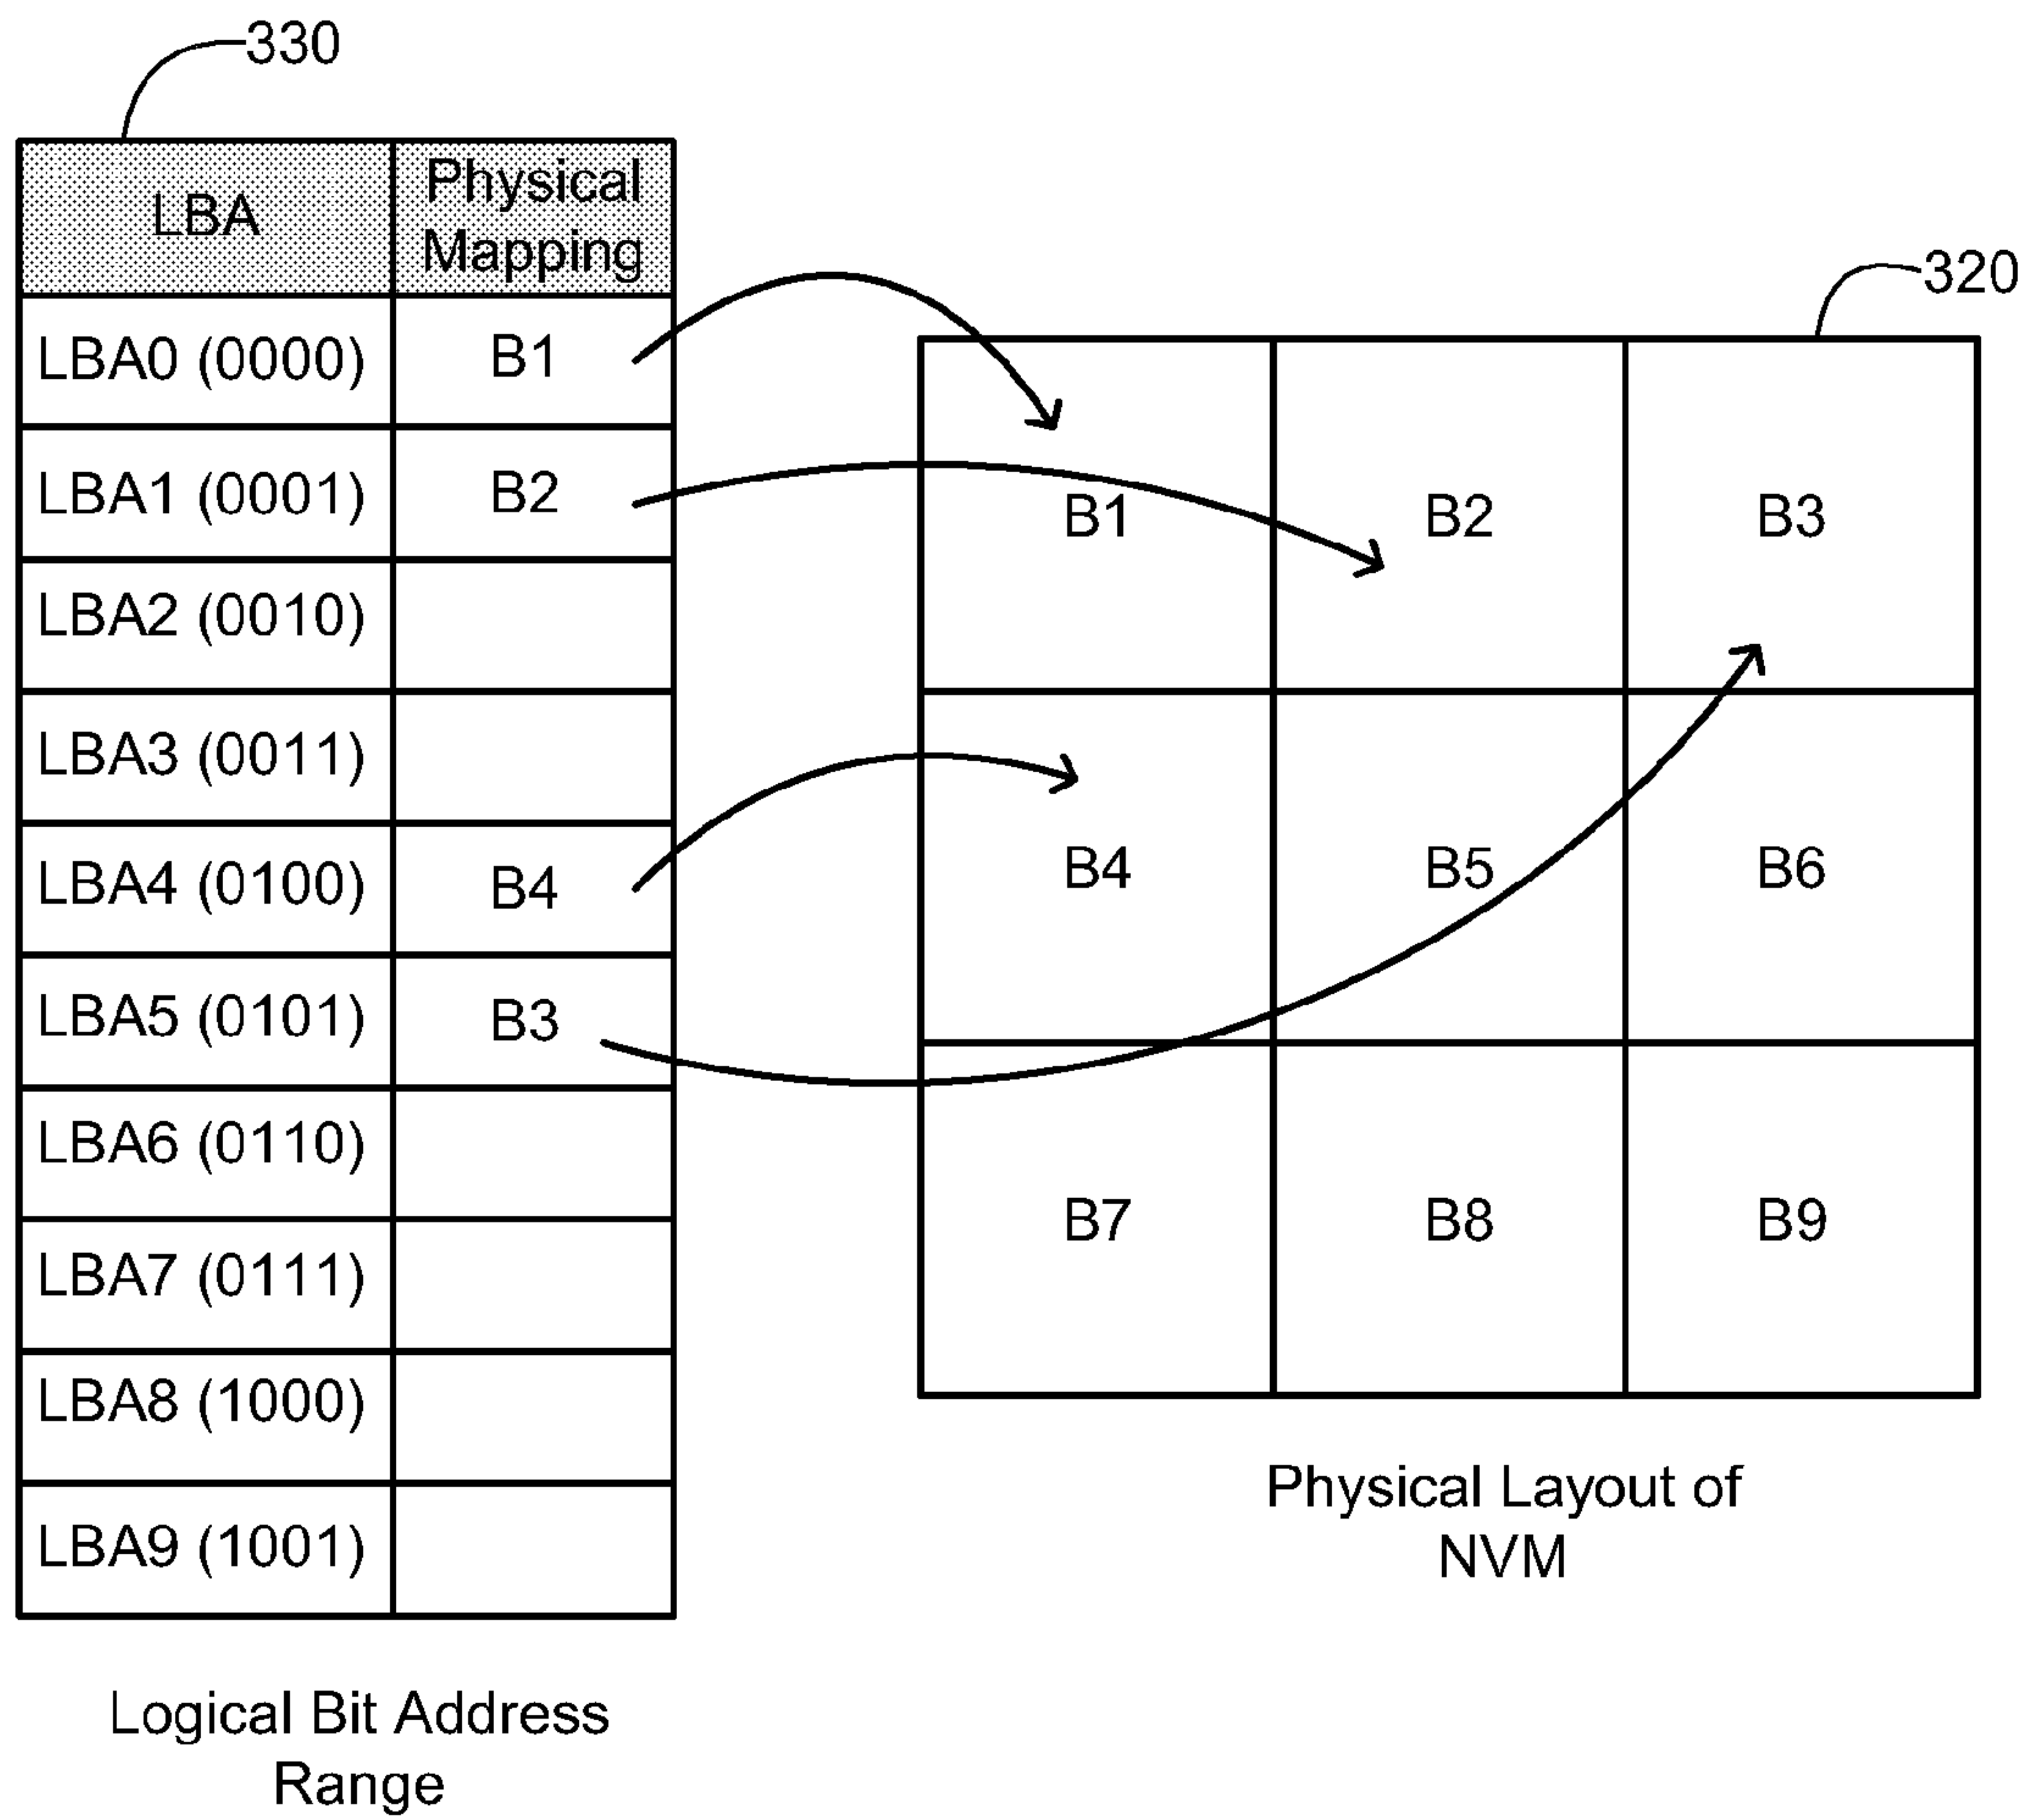 330
LBA
Physical
Mapping
LBA0 (0000) B1
LBA1 (0001) B2
LBA2 (0010)
LBA3 (0011)
LBA4 (0100) B4
LBA5 (0101) B3
LBA6 (0110)
LBA7 (0111)
LBA8 (1000)
LBA9 (1001)
Logical Bit Address
Range
320
B1 B2 B3
B4 B5 B6
B7 B8 B9
Physical Layout of
NVM